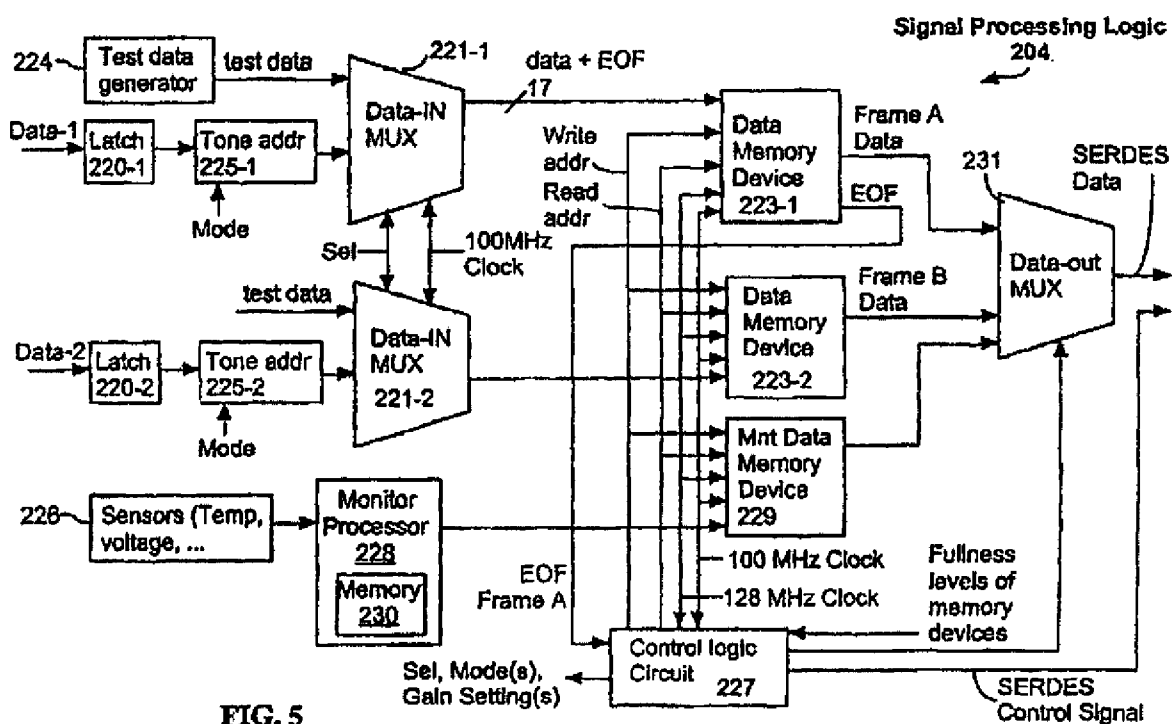 Signal Processing Logic
204
224
Test data
generator
test data
221-1
Data-IN
MUX
data + EOF
17
Data-1
Latch
220-1
Tone addr
225-1
Mode
Sel
100MHz
Clock
Write
addr
Read
addr
Data
Memory
Device
223-1
Frame A
Data
EOF
231
SERDES
Data
Data-out
MUX
test data
Data-2
Latch
220-2
Tone addr
225-2
Mode
Data-IN
MUX
221-2
Data
Memory
Device
223-2
Frame B
Data
Mnt Data
Memory
Device
229
226
Sensors (Temp,
voltage, ...
Monitor
Processor
228
Memory
230
EOF
Frame A
100 MHz Clock
128 MHz Clock
Fullness
levels of
memory
devices
Control logic
Circuit
227
Sel, Mode(s),
Gain Setting(s)
SERDES
Control Signal
FIG. 5